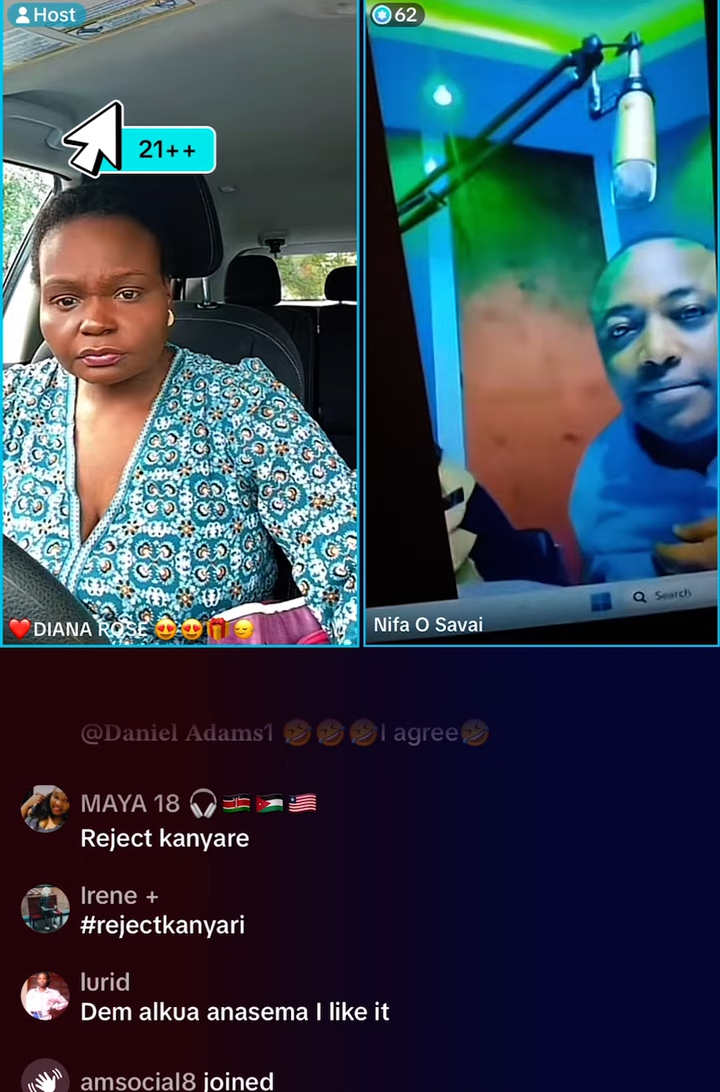 Host
62
21++
❤️DIANA ROSE 😍😍🎁😏
Nifa O Savai
Search
@Daniel Adams1 🤣🤣🤣I agree🤣
MAYA 18 🎧🇰🇪🇯🇴🇱🇷
Reject kanyare
Irene +
#rejectkanyari
lurid
Dem alkua anasema I like it
amsocial8 joined